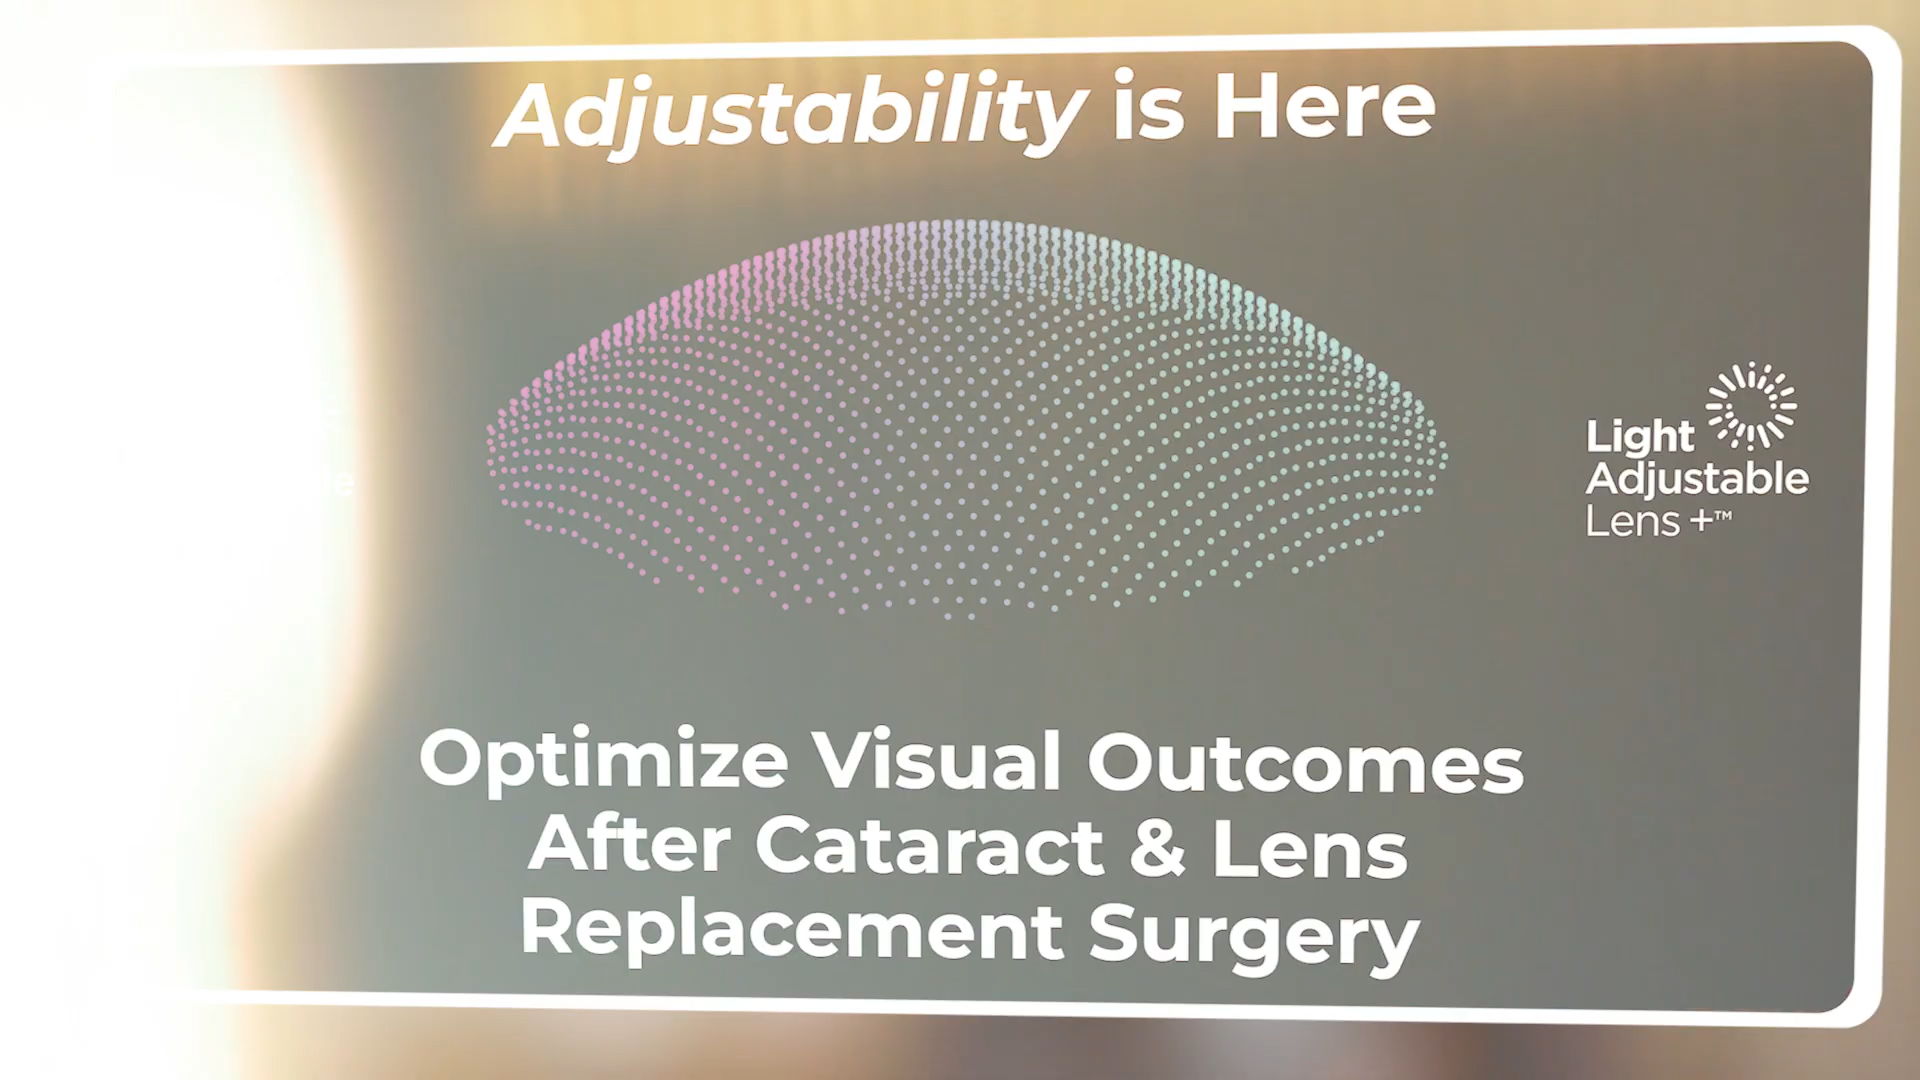 Adjustability is Here
Light
Adjustable
Lens +™
Optimize Visual Outcomes
After Cataract & Lens
Replacement Surgery